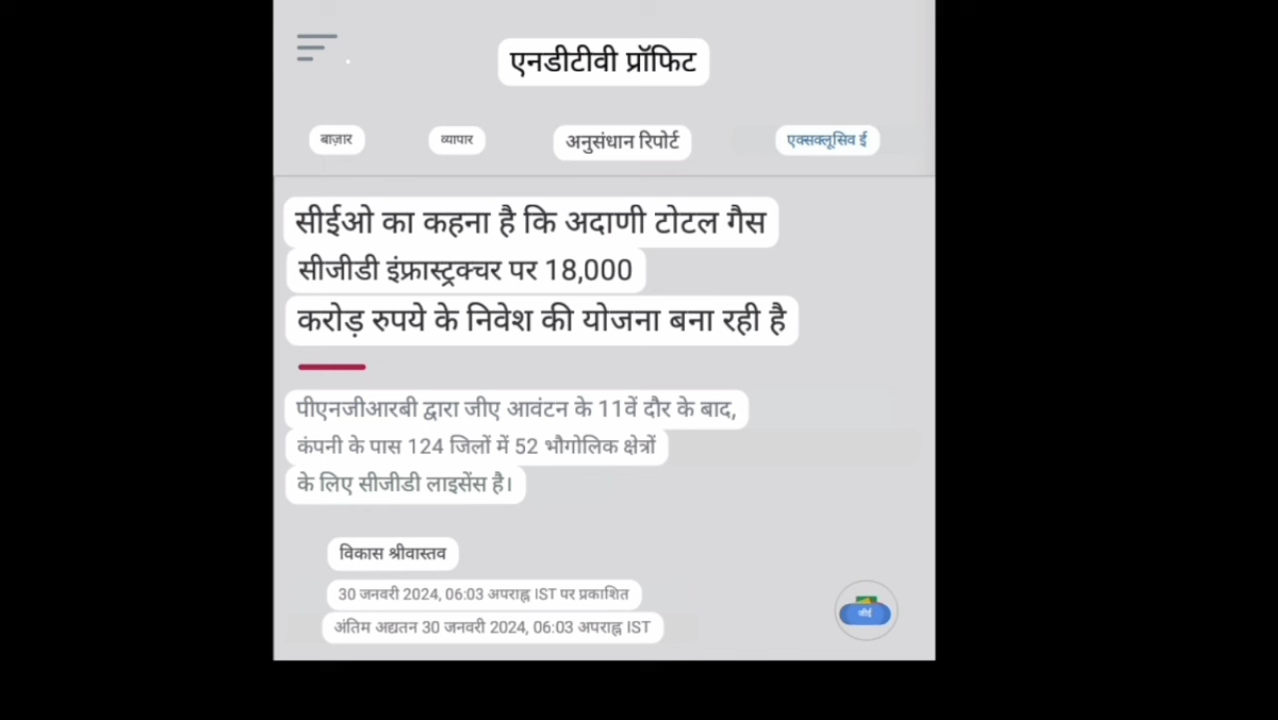 एनडीटीवी प्रॉफिट
बाज़ार व्यापार अनुसंधान रिपोर्ट एक्सक्लूसिव ई
सीईओ का कहना है कि अदाणी टोटल गैस
सीजीडी इंफ्रास्ट्रक्चर पर 18,000
करोड़ रुपये के निवेश की योजना बना रही है
पीएनजीआरबी द्वारा जीए आवंटन के 11वें दौर के बाद,
कंपनी के पास 124 जिलों में 52 भौगोलिक क्षेत्रों
के लिए सीजीडी लाइसेंस है।
विकास श्रीवास्तव
30 जनवरी 2024, 06:03 अपराह्न IST पर प्रकाशित
अंतिम अद्यतन 30 जनवरी 2024, 06:03 अपराह्न IST